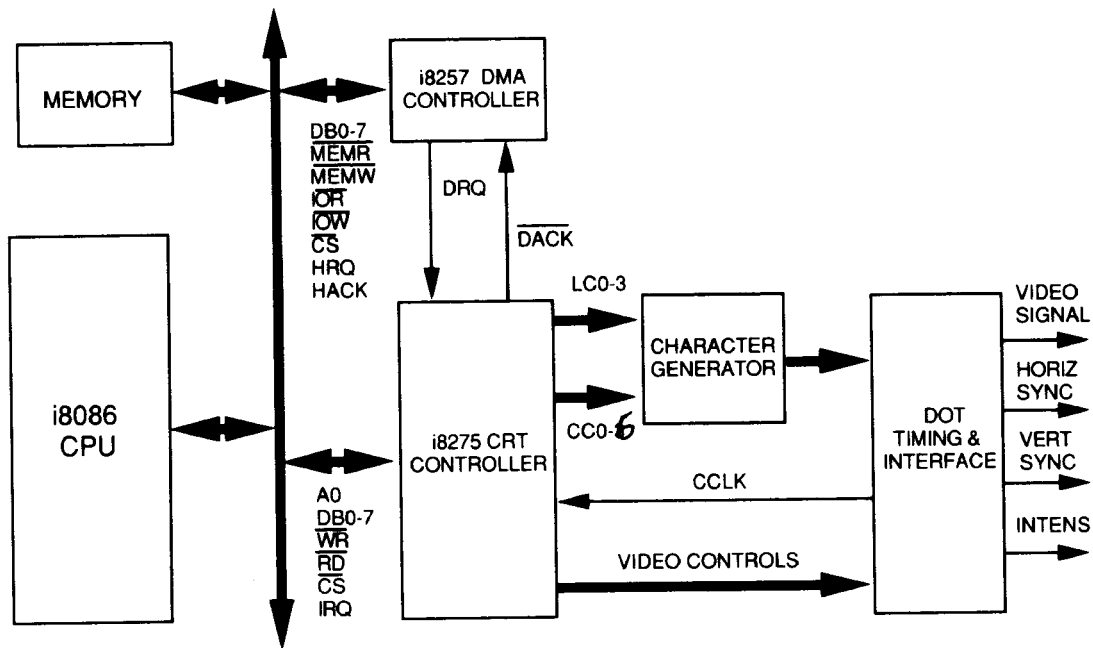 MEMORY
i8257 DMA
CONTROLLER
DB0-7
MEMR
MEMW
IOR
IOW
CS
HRQ
HACK
DRQ
DACK
i8086
CPU
LC0-3
CHARACTER
GENERATOR
CC0-6
i8275 CRT
CONTROLLER
A0
DB0-7
WR
RD
CS
IRQ
CCLK
VIDEO CONTROLS
DOT
TIMING &
INTERFACE
VIDEO
SIGNAL
HORIZ
SYNC
VERT
SYNC
INTENS